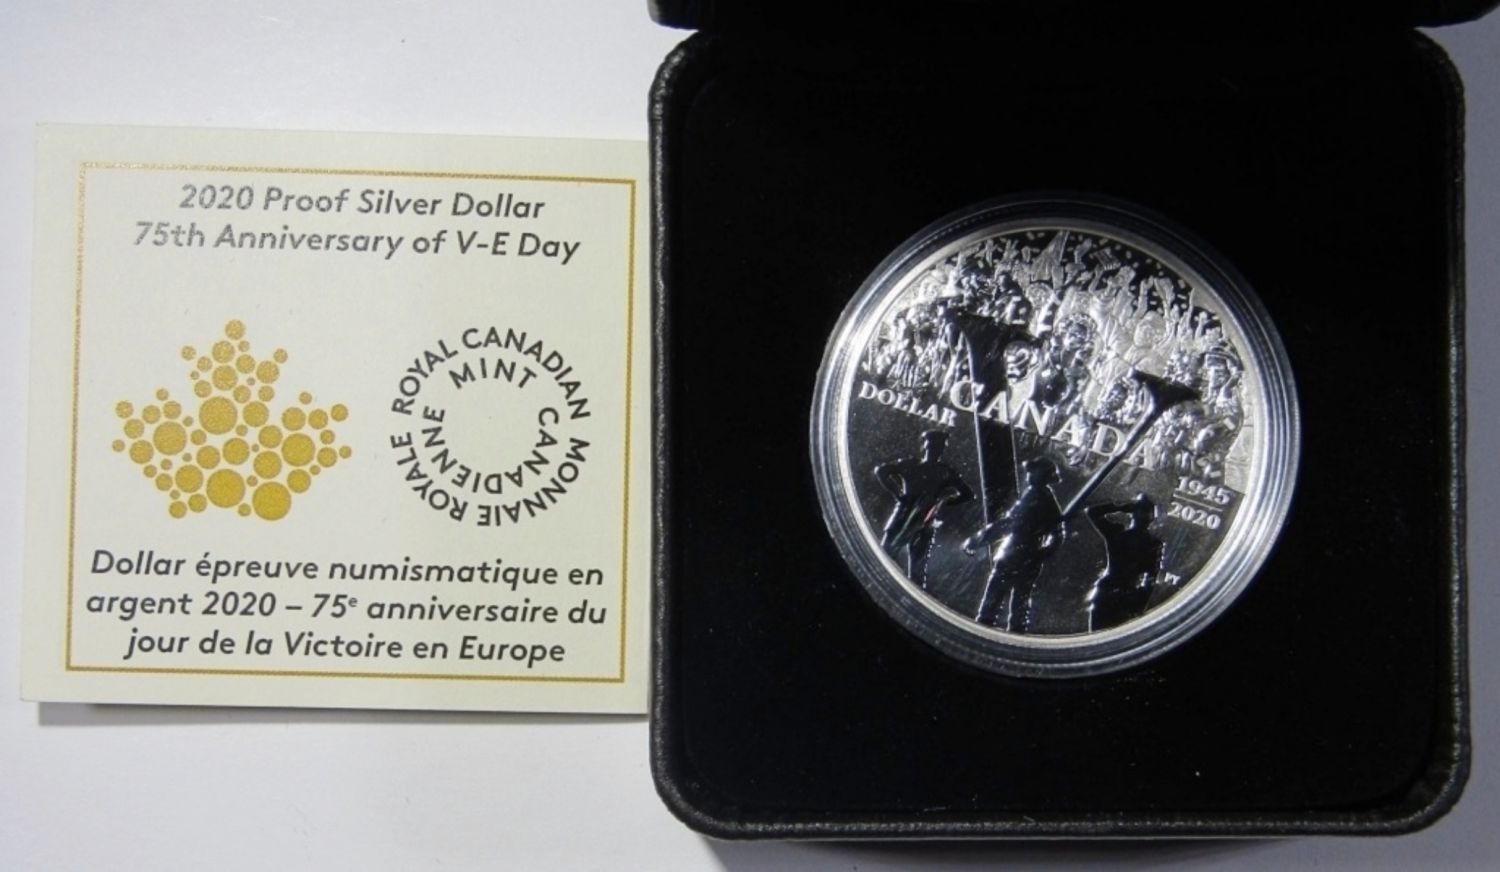 2020 Proof Silver Dollar
75th Anniversary of V-E Day
ROYAL CANADIAN MINT
MONNAIE ROYALE CANADIENNE
Dollar épreuve numismatique en
argent 2020 – 75e anniversaire du
jour de la Victoire en Europe
DOLLAR
CANADA
1945
2020